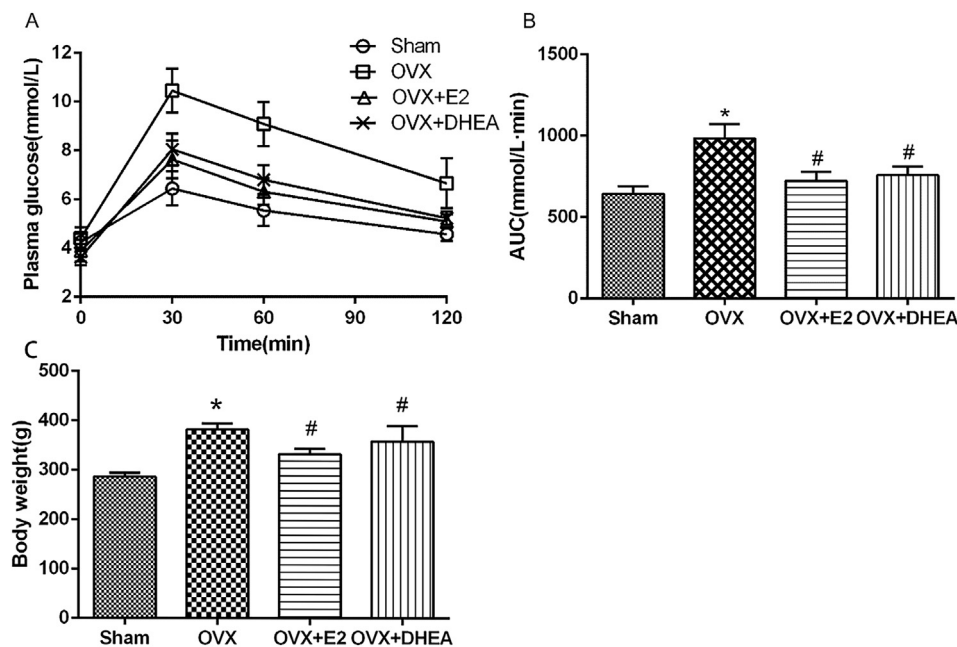 A
Sham
OVX
OVX+E2
OVX+DHEA
Plasma glucose(mmol/L)
12
10
8
6
4
2
0 30 60 90 120
Time(min)
B
AUC(mmol/L·min)
1500
1000
500
0
* # #
Sham OVX OVX+E2 OVX+DHEA
C
Body weight(g)
500
400
300
200
100
0
* # #
Sham OVX OVX+E2 OVX+DHEA